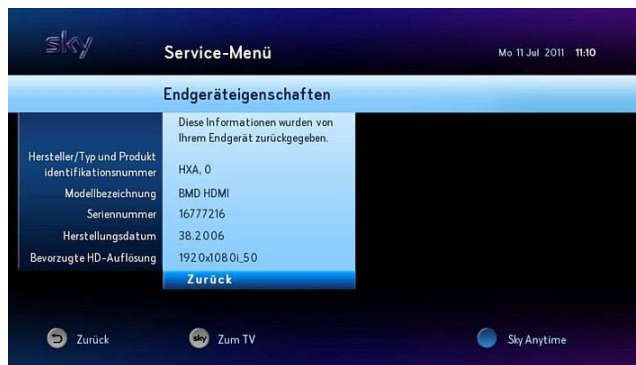 sky
Service-Menü
Mo 11 Jul 2011 11:10
Endgeräteigenschaften
Diese Informationen wurden von
Ihrem Endgerät zurückgegeben.
Hersteller/Typ und Produkt
identifikationsnummer
HXA, 0
Modellbezeichnung BMD HDMI
Seriennummer 16777216
Herstellungsdatum 38.2006
Bevorzugte HD-Auflösung 1920x1080i_50
Zurück
Zurück
sky Zum TV
Sky Anytime